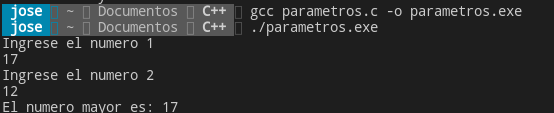 jose ~ Documentos C++ gcc parametros.c -o parametros.exe
jose ~ Documentos C++ ./parametros.exe
Ingrese el numero 1
17
Ingrese el numero 2
12
El numero mayor es: 17